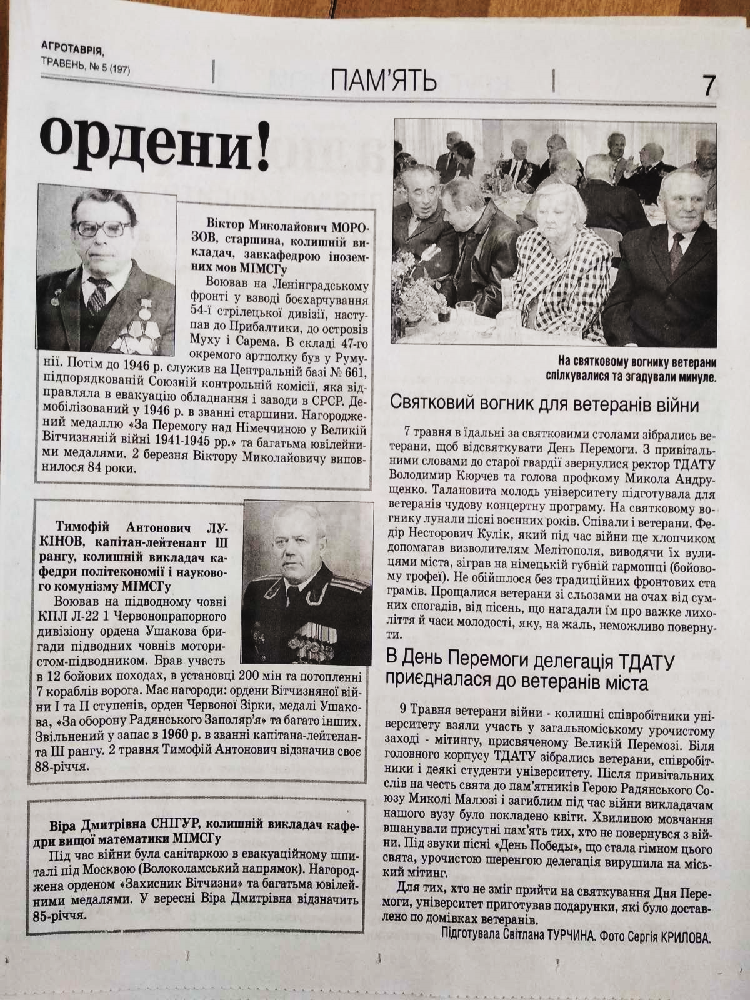 АГРОТАВРІЯ,
ТРАВЕНЬ, № 5 (197)
ПАМ'ЯТЬ
7
ордени!
Віктор Миколайович МОРО-
ЗОВ, старшина, колишній ви-
кладач, завкафедрою інозем-
них мов МІМСГу
Воював на Ленінградському
фронті у взводі боєхарчування
54-ї стрілецької дивізії, насту-
пав до Прибалтики, до островів
Муху і Сарема. В складі 47-го
окремого артполку був у Руму-
нії. Потім до 1946 р. служив на Центральній базі № 661,
підпорядкованій Союзній контрольній комісії, яка від-
правляла в евакуацію обладнання і заводи в СРСР. Де-
мобілізований у 1946 р. в званні старшини. Нагородже-
ний медаллю «За Перемогу над Німеччиною у Великій
Вітчизняній війні 1941-1945 рр.» та багатьма ювілейни-
ми медалями. 2 березня Віктору Миколайовичу випов-
нилося 84 роки.
Тимофій Антонович ЛУ-
КІНОВ, капітан-лейтенант III
рангу, колишній викладач ка-
федри політекономії і науково-
го комунізму МІМСГу
Воював на підводному човні
КПЛ Л-22 1 Червонопрапорного
дивізіону ордена Ушакова бри-
гади підводних човнів мотори-
стом-підводником. Брав участь
в 12 бойових походах, в установці 200 мін та потопленні
7 кораблів ворога. Має нагороди: ордени Вітчизняної вій-
ни I та II ступенів, орден Червоної Зірки, медалі Ушако-
ва, «За оборону Радянського Заполяр'я» та багато інших.
Звільнений у запас в 1960 р. в званні капітана-лейтенан-
та III рангу. 2 травня Тимофій Антонович відзначив своє
88-річчя.
Віра Дмитрівна СНІГУР, колишній викладач кафе-
дри вищої математики МІМСГу
Під час війни була санітаркою в евакуаційному шпи-
талі під Москвою (Волоколамський напрямок). Нагород-
жена орденом «Захисник Вітчизни» та багатьма ювілей-
ними медалями. У вересні Віра Дмитрівна відзначить
85-річчя.
На святковому вогнику ветерани
спілкувалися та згадували минуле.
Святковий вогник для ветеранів війни
7 травня в їдальні за святковими столами зібрались ве-
терани, щоб відсвяткувати День Перемоги. З привіталь-
ними словами до старої гвардії звернулися ректор ТДАТУ
Володимир Кюрчев та голова профкому Микола Андру-
щенко. Талановита молодь університету підготувала для
ветеранів чудову концертну програму. На святковому во-
гнику лунали пісні воєнних років. Співали і ветерани. Фе-
дір Несторович Кулік, який під час війни ще хлопчиком
допомагав визволителям Мелітополя, виводячи їх вули-
цями міста, зіграв на німецькій губній гармошці (бойово-
му трофеї). Не обійшлося без традиційних фронтових ста
грамів. Прощалися ветерани зі сльозами на очах від сум-
них спогадів, від пісень, що нагадали їм про важке лихо-
ліття й часи молодості, яку, на жаль, неможливо поверну-
ти.
В День Перемоги делегація ТДАТУ
приєдналася до ветеранів міста
9 Травня ветерани війни - колишні співробітники уні-
верситету взяли участь у загальноміському урочистому
заході - мітингу, присвяченому Великій Перемозі. Біля
головного корпусу ТДАТУ зібрались ветерани, співробіт-
ники і деякі студенти університету. Після привітальних
слів на честь свята до пам'ятників Герою Радянського Со-
юзу Миколі Малюзі і загиблим під час війни викладачам
нашого вузу було покладено квіти. Хвилиною мовчання
вшанували присутні пам'ять тих, хто не повернувся з вій-
ни. Під звуки пісні «День Победы», що стала гімном цього
свята, урочистою шеренгою делегація вирушила на місь-
кий мітинг.
Для тих, хто не зміг прийти на святкування Дня Пере-
моги, університет приготував подарунки, які було достав-
лено по домівках ветеранів.
Підготувала Світлана ТУРЧИНА. Фото Сергія КРИЛОВА.